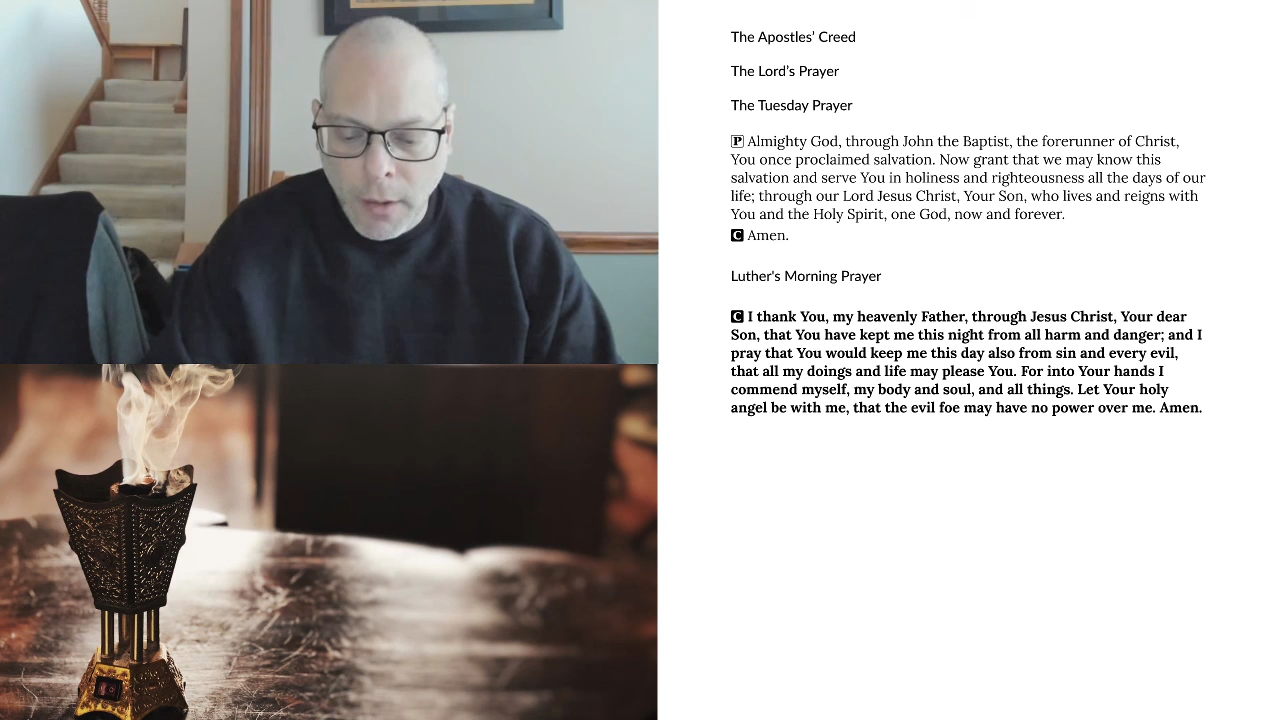 The Apostles’ Creed
The Lord’s Prayer
The Tuesday Prayer
P Almighty God, through John the Baptist, the forerunner of Christ,
You once proclaimed salvation. Now grant that we may know this
salvation and serve You in holiness and righteousness all the days of our
life; through our Lord Jesus Christ, Your Son, who lives and reigns with
You and the Holy Spirit, one God, now and forever.
C Amen.
Luther's Morning Prayer
C I thank You, my heavenly Father, through Jesus Christ, Your dear
Son, that You have kept me this night from all harm and danger; and I
pray that You would keep me this day also from sin and every evil,
that all my doings and life may please You. For into Your hands I
commend myself, my body and soul, and all things. Let Your holy
angel be with me, that the evil foe may have no power over me. Amen.